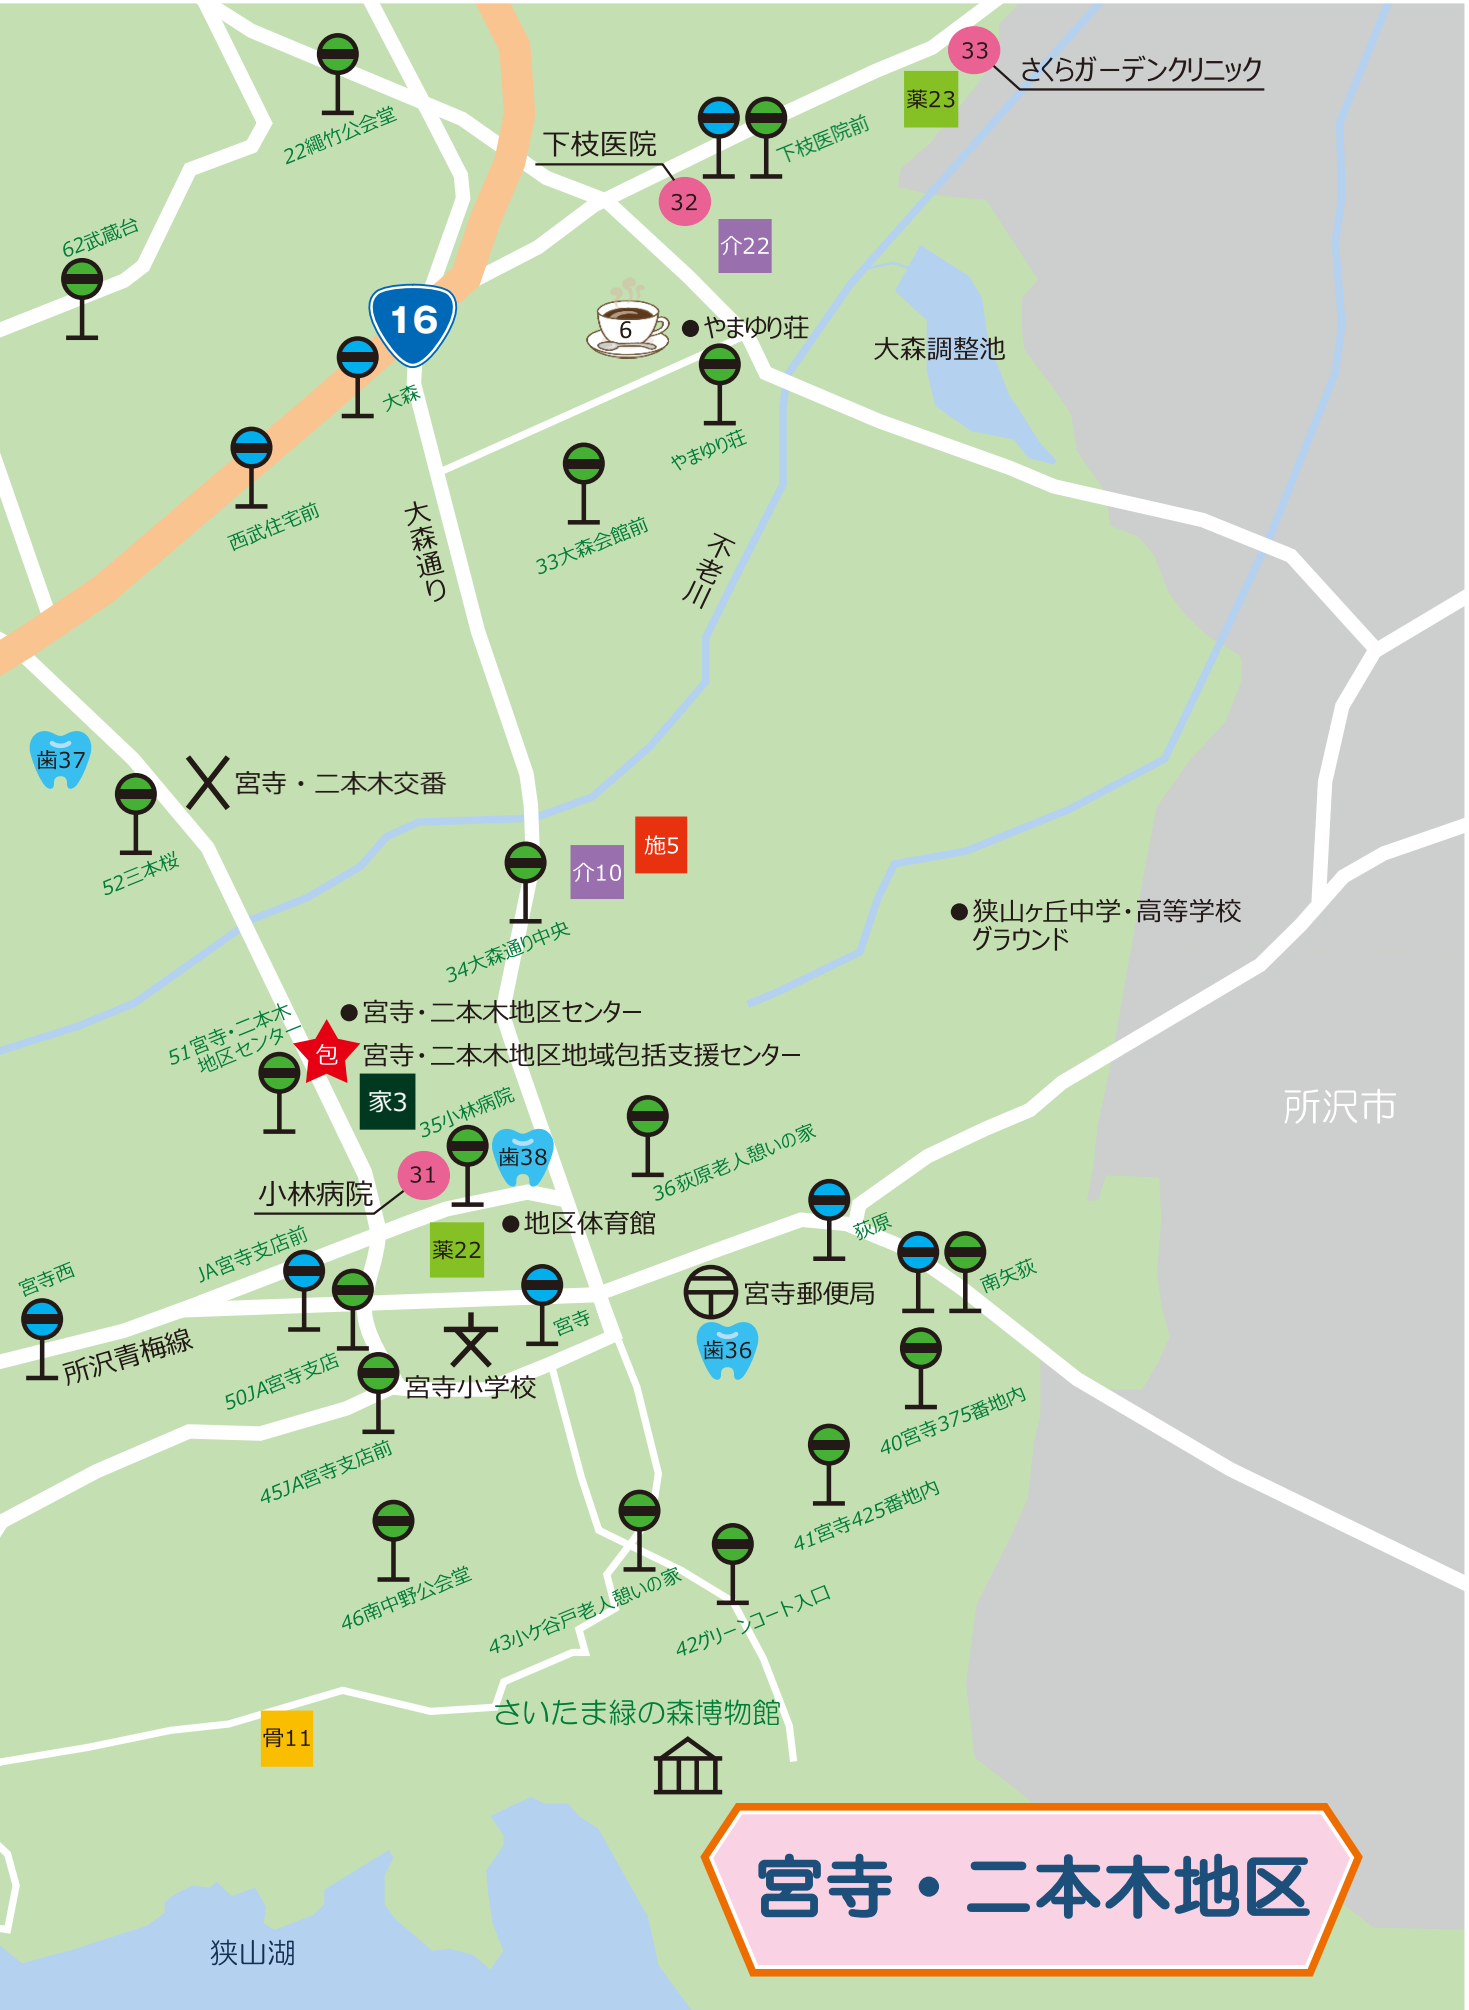 33
さくらガーデンクリニック
薬23
22繩竹公会堂
下枝医院
下枝医院前
32
介22
62武蔵台
16
6
●やまゆり荘
大森調整池
大森
やまゆり荘
西武住宅前
大森通り
33大森会館前
不老川
歯37
宮寺・二本木交番
52三本桜
施5
介10
34大森通り中央
●狭山ヶ丘中学・高等学校
グラウンド
●宮寺・二本木地区センター
51宮寺・二本木
地区センター
包
宮寺・二本木地区地域包括支援センター
家3
35小林病院
所沢市
歯38
31
小林病院
36荻原老人憩いの家
●地区体育館
薬22
荻原
JA宮寺支店前
宮寺西
南矢荻
宮寺郵便局
宮寺
歯36
所沢青梅線
50JA宮寺支店
宮寺小学校
40宮寺375番地内
45JA宮寺支店前
41宮寺425番地内
46南中野公会堂
43小ケ谷戸老人憩いの家
42グリーンコート入口
さいたま緑の森博物館
骨11
宮寺・二本木地区
狭山湖